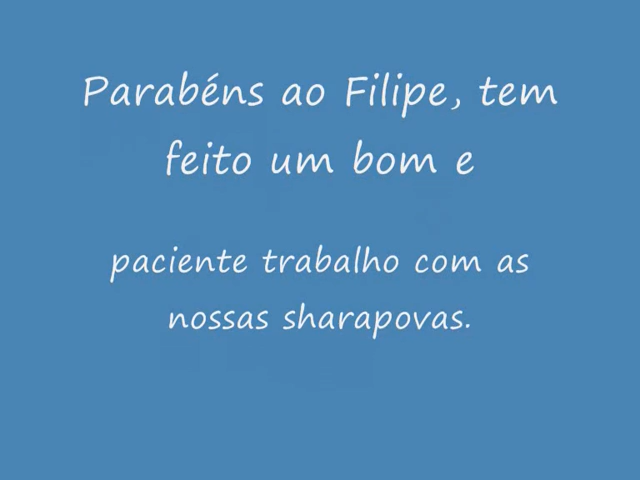 Parabéns ao Filipe, tem
feito um bom e
paciente trabalho com as
nossas sharapovas.